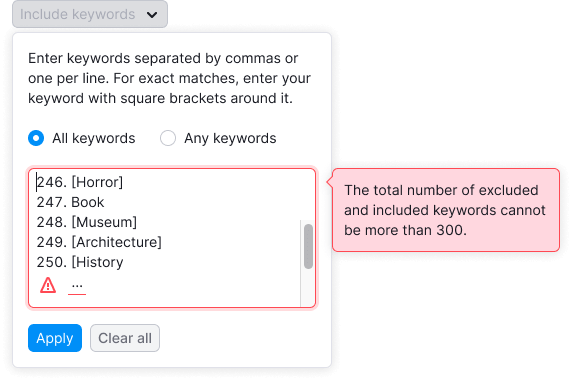 Include keywords
Enter keywords separated by commas or
one per line. For exact matches, enter your
keyword with square brackets around it.
All keywords
Any keywords
246. [Horror]
247. Book
248. [Museum]
249. [Architecture]
250. [History
...
The total number of excluded
and included keywords cannot
be more than 300.
Apply
Clear all